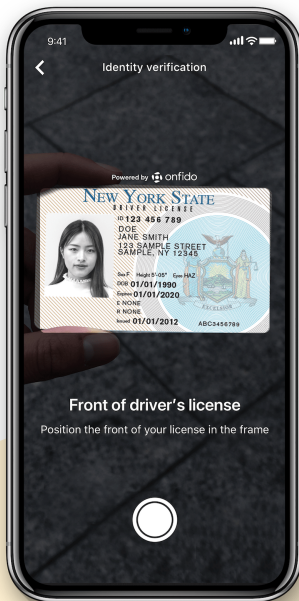 9:41
Identity verification
Powered by onfido
NEW YORK STATE
DRIVER LICENSE
ID 123 456 789
DOE
JANE SMITH
123 SAMPLE STREET
SAMPLE, NY 12345
Sex F Height 5'-05" Eyes HAZ
DOB 01/01/1990
Expires 01/01/2020
E NONE
R NONE
Issued 01/01/2012
ABC3456789
EXCELSIOR
Front of driver's license
Position the front of your license in the frame